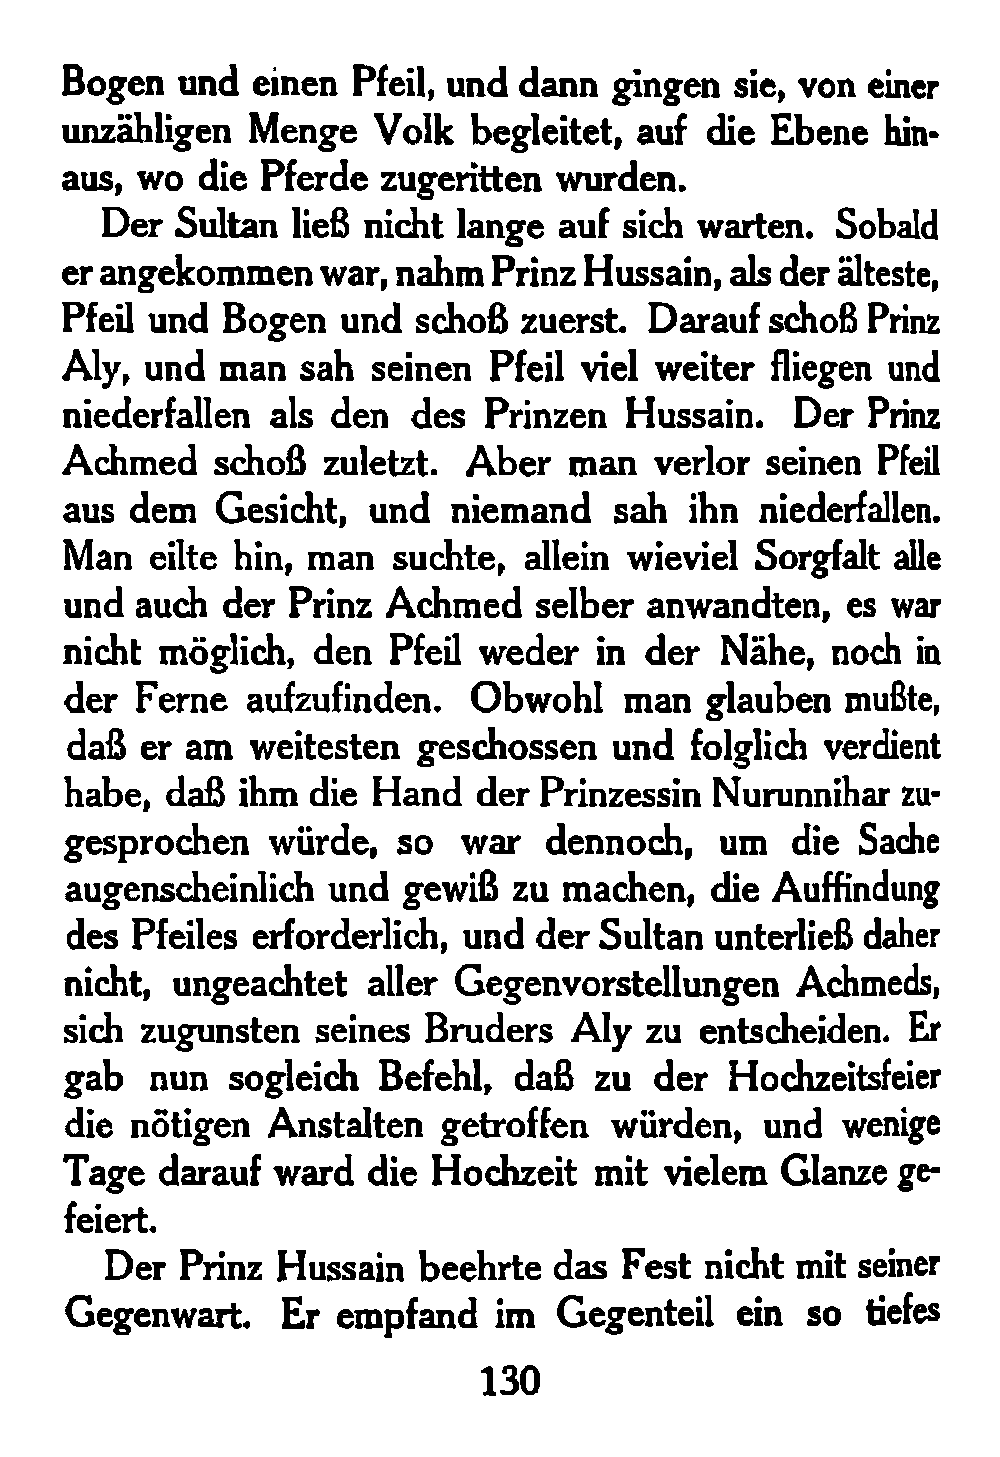 Bogen und einen Pfeil, und dann gingen sie, von einer
unzähligen Menge Volk begleitet, auf die Ebene hin-
aus, wo die Pferde zugeritten wurden.
Der Sultan ließ nicht lange auf sich warten. Sobald
er angekommen war, nahm Prinz Hussain, als der älteste,
Pfeil und Bogen und schoß zuerst. Darauf schoß Prinz
Aly, und man sah seinen Pfeil viel weiter fliegen und
niederfallen als den des Prinzen Hussain. Der Prinz
Achmed schoß zuletzt. Aber man verlor seinen Pfeil
aus dem Gesicht, und niemand sah ihn niederfallen.
Man eilte hin, man suchte, allein wieviel Sorgfalt alle
und auch der Prinz Achmed selber anwandten, es war
nicht möglich, den Pfeil weder in der Nähe, noch in
der Ferne aufzufinden. Obwohl man glauben mußte,
daß er am weitesten geschossen und folglich verdient
habe, daß ihm die Hand der Prinzessin Nurunnihar zu-
gesprochen würde, so war dennoch, um die Sache
augenscheinlich und gewiß zu machen, die Auffindung
des Pfeiles erforderlich, und der Sultan unterließ daher
nicht, ungeachtet aller Gegenvorstellungen Achmeds,
sich zugunsten seines Bruders Aly zu entscheiden. Er
gab nun sogleich Befehl, daß zu der Hochzeitsfeier
die nötigen Anstalten getroffen würden, und wenige
Tage darauf ward die Hochzeit mit vielem Glanze ge-
feiert.
Der Prinz Hussain beehrte das Fest nicht mit seiner
Gegenwart. Er empfand im Gegenteil ein so tiefes
130